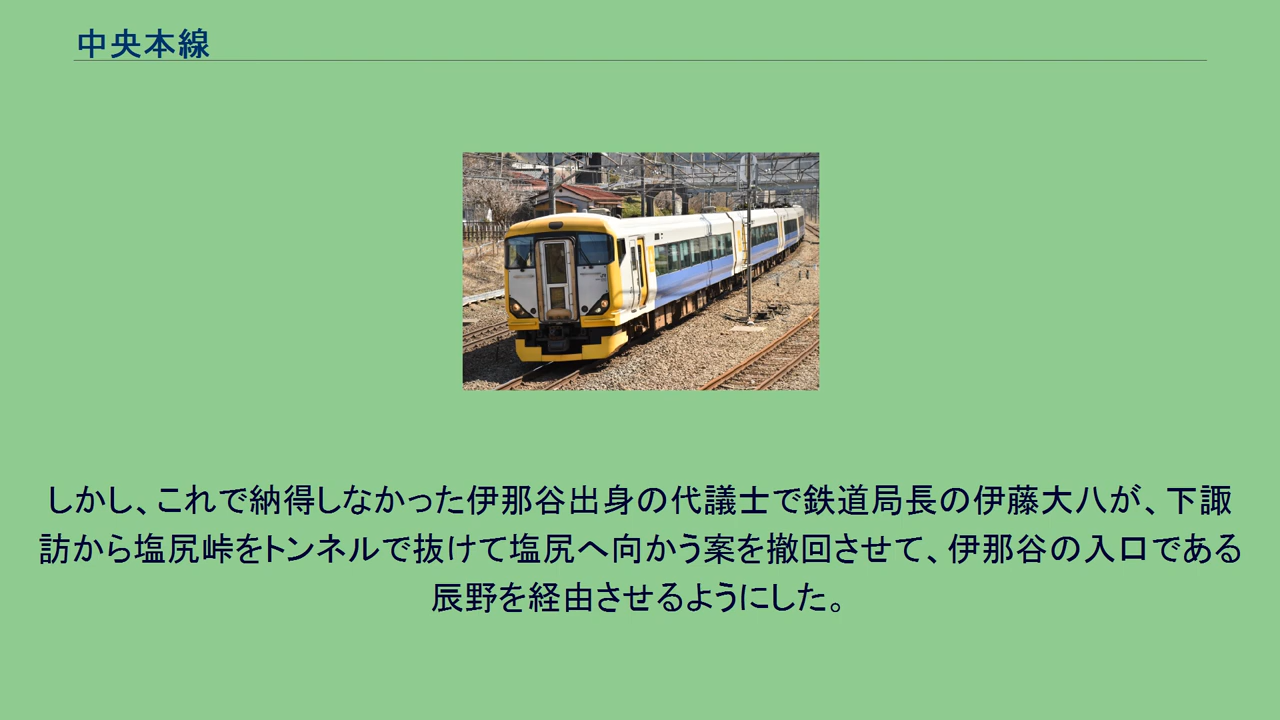 中央本線
しかし、これで納得しなかった伊那谷出身の代議士で鉄道局長の伊藤大八が、下諏
訪から塩尻峠をトンネルで抜けて塩尻へ向かう案を撤回させて、伊那谷の入口である
辰野を経由させるようにした。